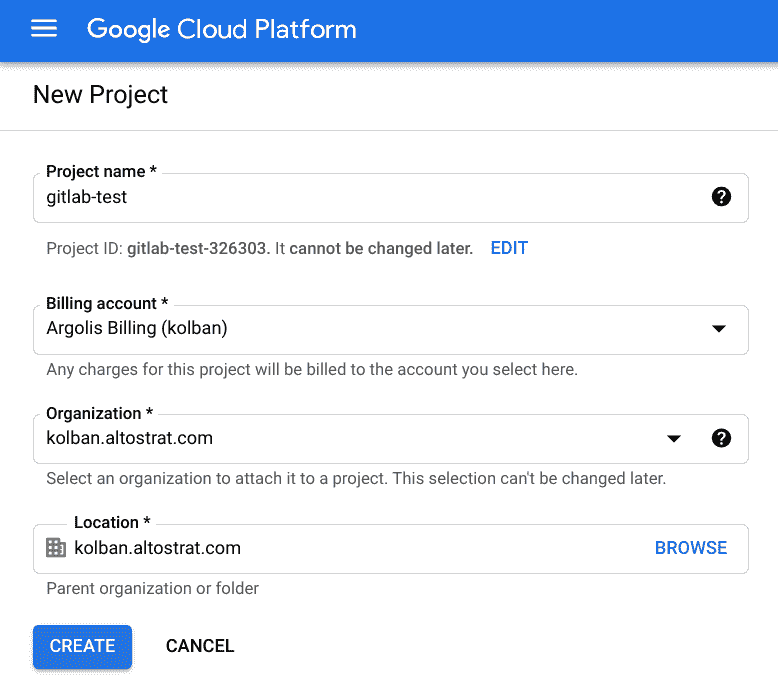 Google Cloud Platform
New Project
Project name *
gitlab-test
Project ID: gitlab-test-326303. It cannot be changed later. EDIT
Billing account *
Argolis Billing (kolban)
Any charges for this project will be billed to the account you select here.
Organization *
kolban.altostrat.com
Select an organization to attach it to a project. This selection can't be changed later.
Location *
kolban.altostrat.com BROWSE
Parent organization or folder
CREATE CANCEL